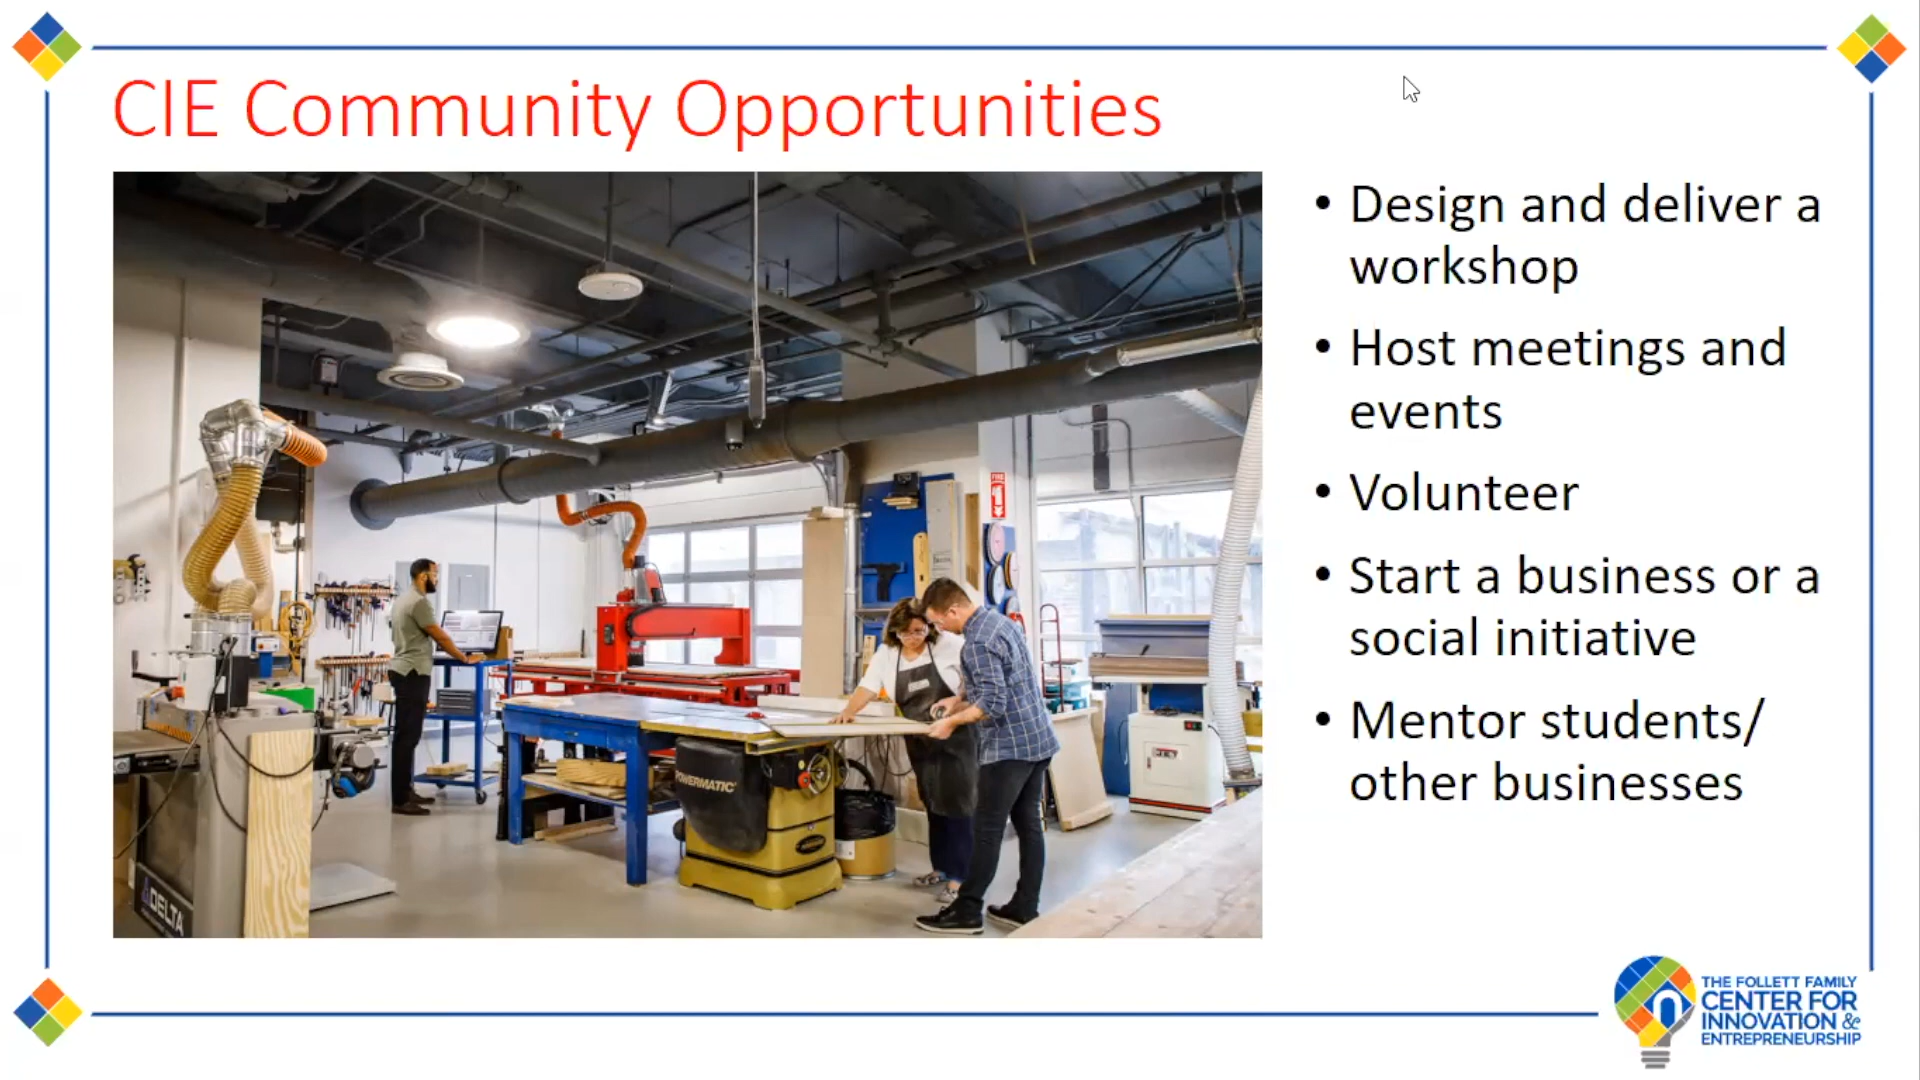 CIE Community Opportunities
• Design and deliver a
workshop
• Host meetings and
events
• Volunteer
• Start a business or a
social initiative
• Mentor students/
other businesses
FIRE
POWERMATIC
DELTA
THE FOLLETT FAMILY
CENTER FOR
INNOVATION &
ENTREPRENEURSHIP